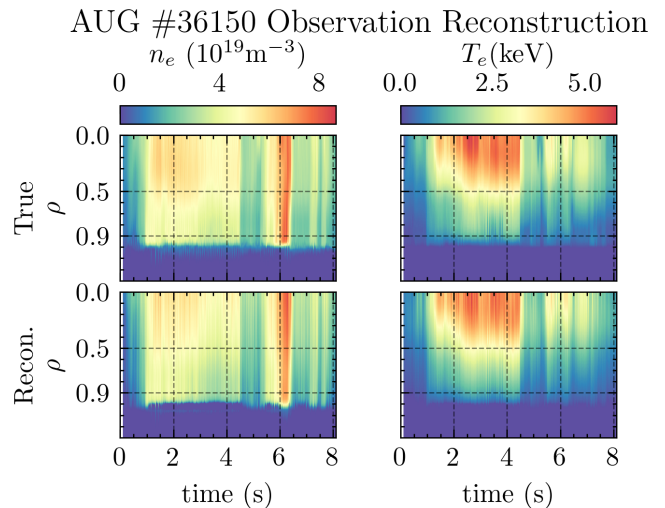 AUG #36150 Observation Reconstruction
n_e (10^19 m^−3) T_e(keV)
0 4 8 0.0 2.5 5.0
True
ρ
0.0
0.5
0.9
Recon.
ρ
0.0
0.5
0.9
0 2 4 6 8 0 2 4 6 8
time (s) time (s)